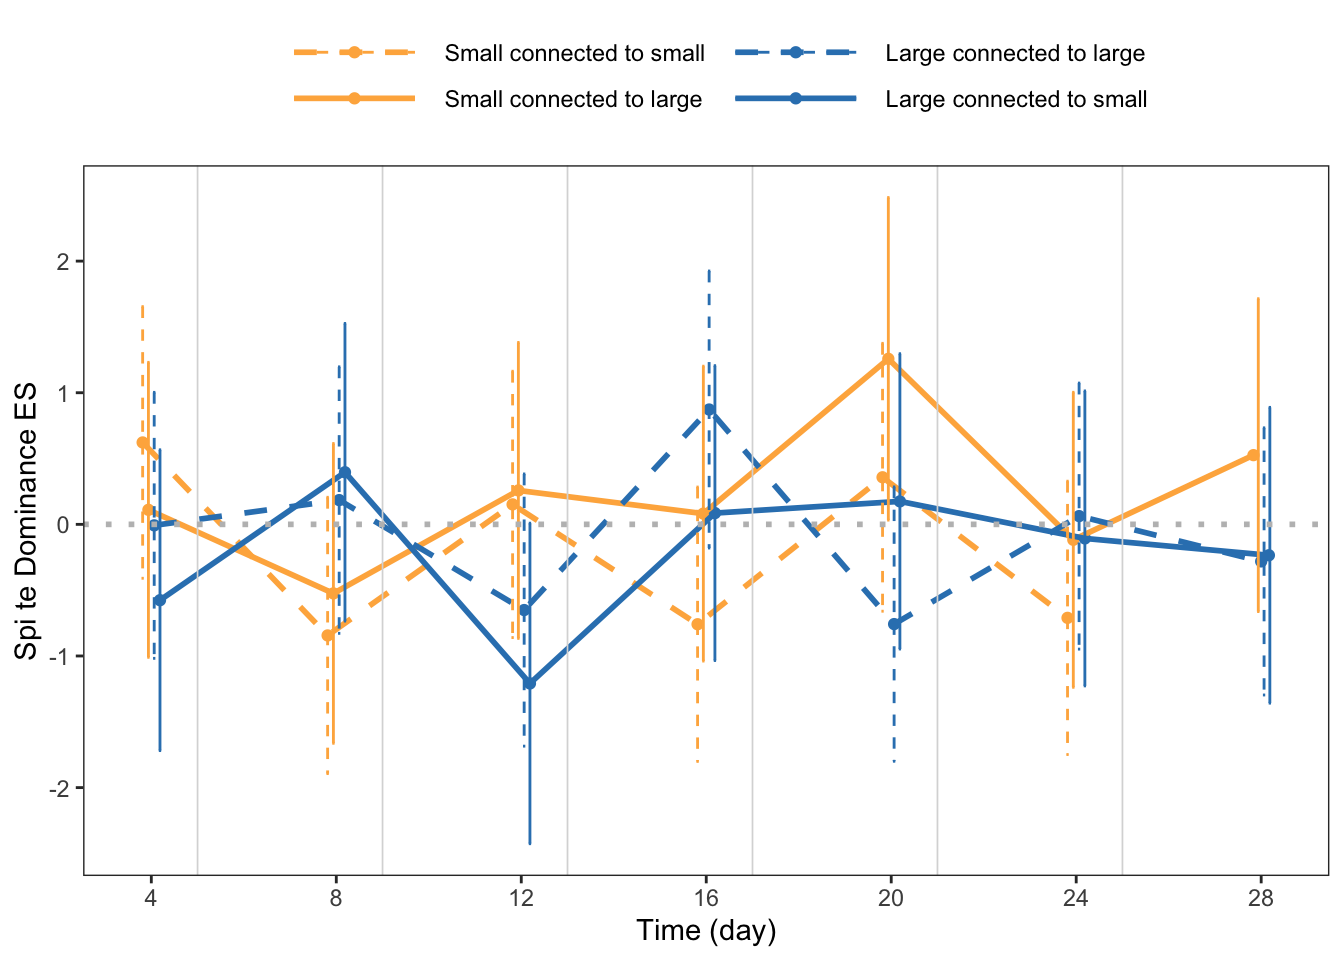 Small connected to small
Large connected to large
Small connected to large
Large connected to small
Spi te Dominance ES
2
1
0
-1
-2
4
8
12
16
20
24
28
Time (day)